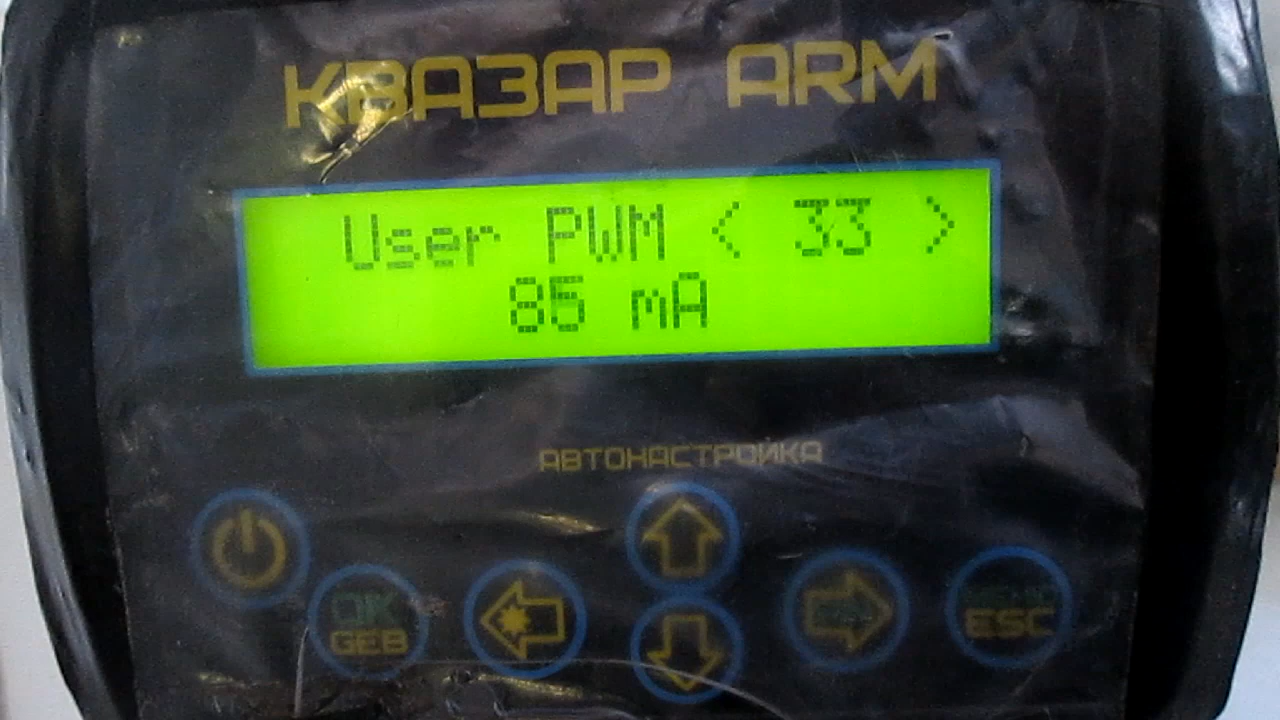 КВАЗАР ARM
User PWM < 33 >
85 mA
АВТОНАСТРОЙКА
OK
GEB
ESC